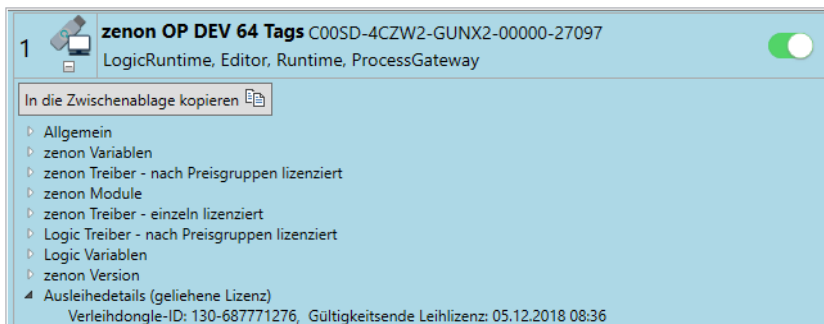 1
zenon OP DEV 64 Tags C00SD-4CZW2-GUNX2-00000-27097
LogicRuntime, Editor, Runtime, ProcessGateway
In die Zwischenablage kopieren
Allgemein
zenon Variablen
zenon Treiber - nach Preisgruppen lizenziert
zenon Module
zenon Treiber - einzeln lizenziert
Logic Treiber - nach Preisgruppen lizenziert
Logic Variablen
zenon Version
Ausleihedetails (geliehene Lizenz)
Verleihdongle-ID: 130-687771276, Gültigkeitsende Leihlizenz: 05.12.2018 08:36